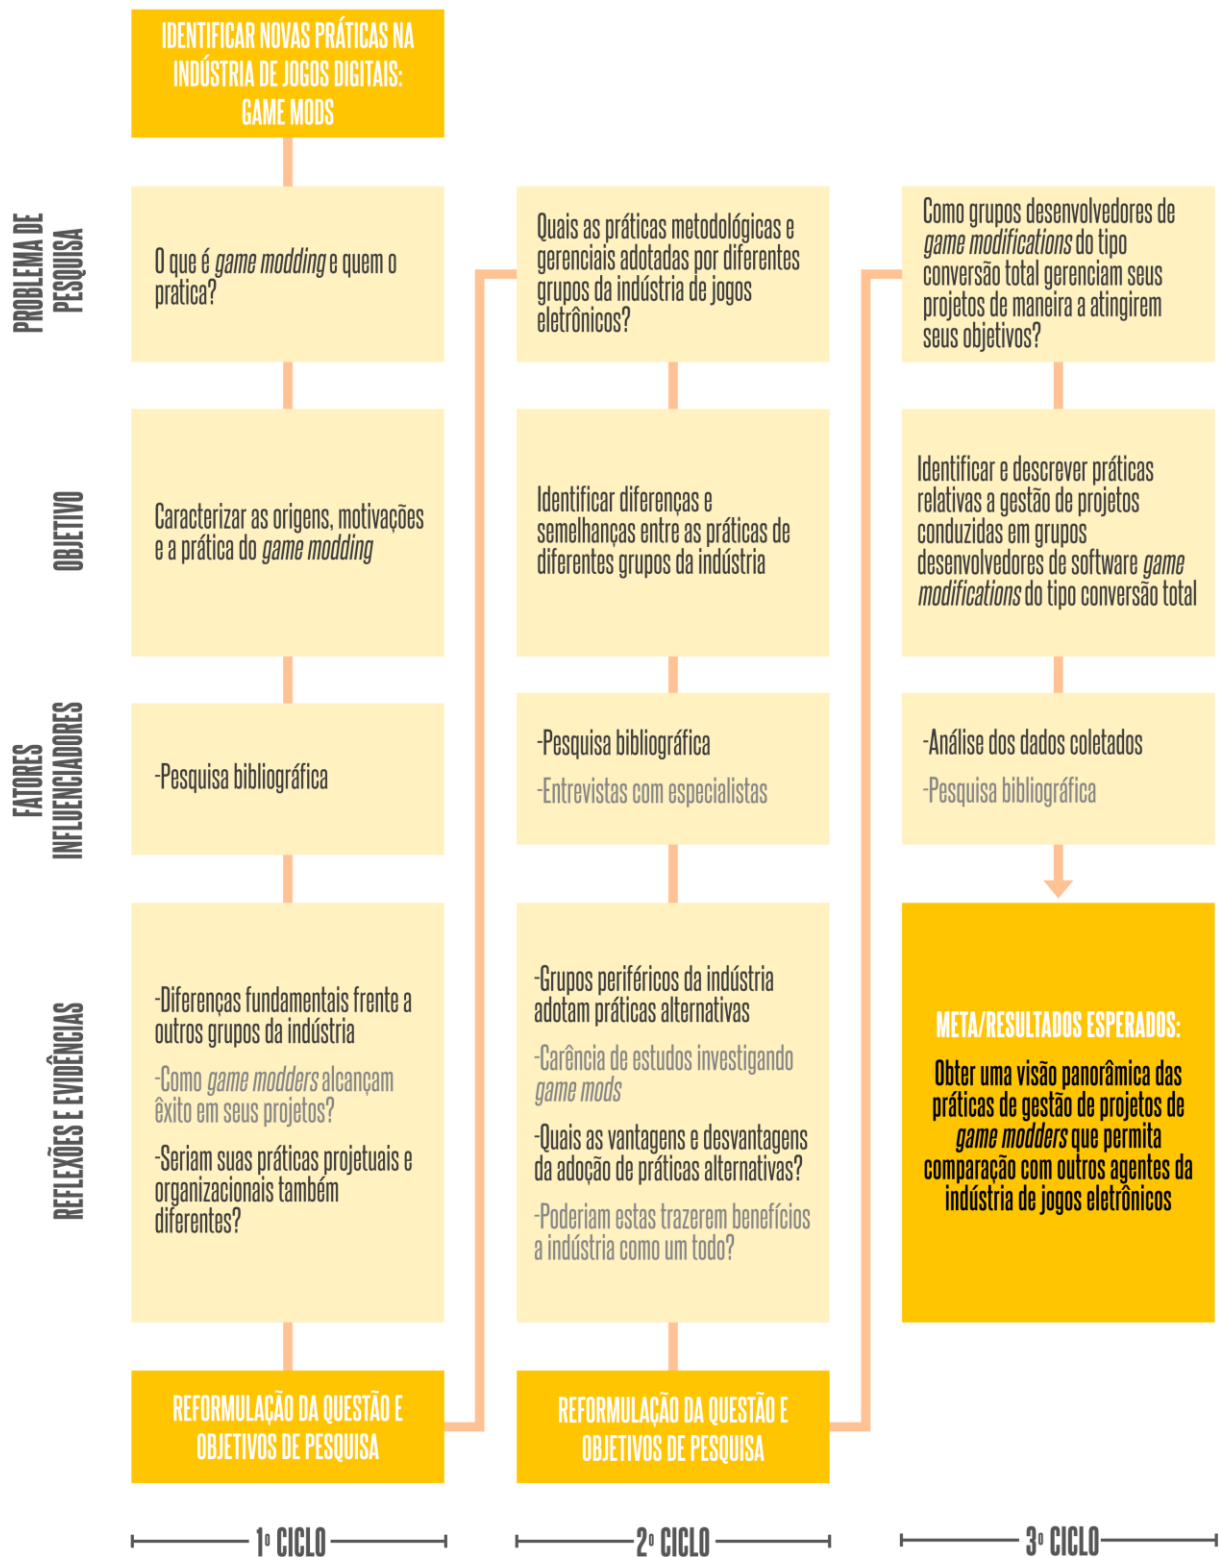 IDENTIFICAR NOVAS PRÁTICAS NA
INDÚSTRIA DE JOGOS DIGITAIS:
GAME MODS
PROBLEMA DE
PESQUISA
O que é game modding e quem o
pratica?
Quais as práticas metodológicas e
gerenciais adotadas por diferentes
grupos da indústria de jogos
eletrônicos?
Como grupos desenvolvedores de
game modifications do tipo
conversão total gerenciam seus
projetos de maneira a atingirem
seus objetivos?
OBJETIVO
Caracterizar as origens, motivações
e a prática do game modding
Identificar diferenças e
semelhanças entre as práticas de
diferentes grupos da indústria
Identificar e descrever práticas
relativas a gestão de projetos
conduzidas em grupos
desenvolvedores de software game
modifications do tipo conversão total
FATORES
INFLUENCIADORES
-Pesquisa bibliográfica
-Pesquisa bibliográfica
-Entrevistas com especialistas
-Análise dos dados coletados
-Pesquisa bibliográfica
REFLEXÕES E EVIDÊNCIAS
-Diferenças fundamentais frente a
outros grupos da indústria
-Como game modders alcançam
êxito em seus projetos?
-Seriam suas práticas projetuais e
organizacionais também
diferentes?
-Grupos periféricos da indústria
adotam práticas alternativas
-Carência de estudos investigando
game mods
-Quais as vantagens e desvantagens
da adoção de práticas alternativas?
-Poderiam estas trazerem benefícios
a indústria como um todo?
META/RESULTADOS ESPERADOS:
Obter uma visão panorâmica das
práticas de gestão de projetos de
game modders que permita
comparação com outros agentes da
indústria de jogos eletrônicos
REFORMULAÇÃO DA QUESTÃO E
OBJETIVOS DE PESQUISA
REFORMULAÇÃO DA QUESTÃO E
OBJETIVOS DE PESQUISA
1º CICLO
2º CICLO
3º CICLO